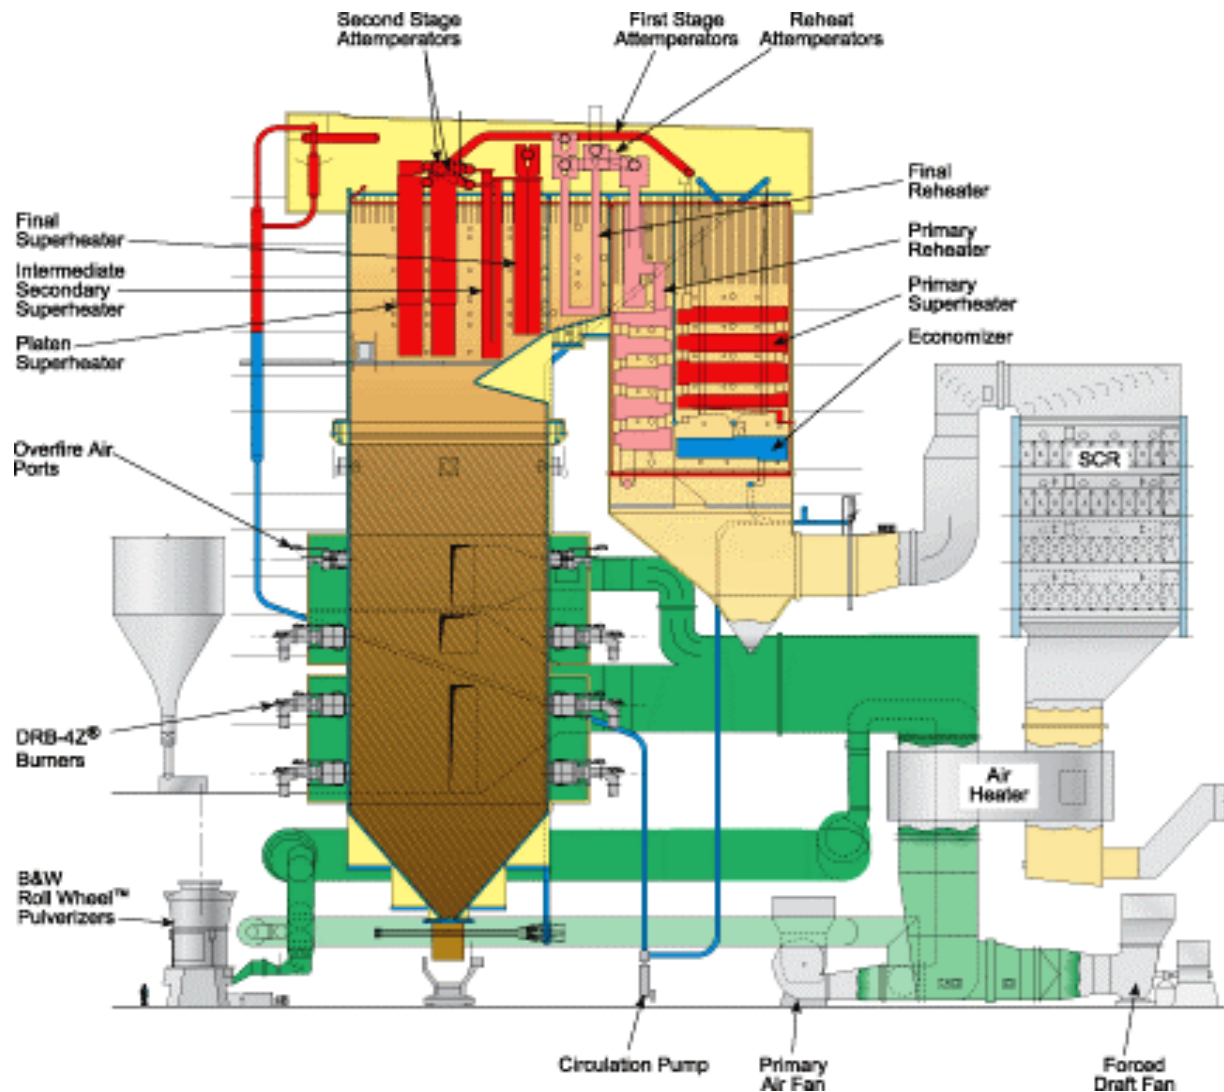 Second Stage
Attemperators
First Stage
Attemperators
Reheat
Attemperators
Final
Reheater
Primary
Reheater
Primary
Superheater
Economizer
Final
Superheater
Intermediate
Secondary
Superheater
Platen
Superheater
Overfire Air
Ports
SCR
DRB-4Z®
Burners
Air
Heater
B&W
Roll Wheel™
Pulverizers
Circulation Pump
Primary
Air Fan
Forced
Draft Fan